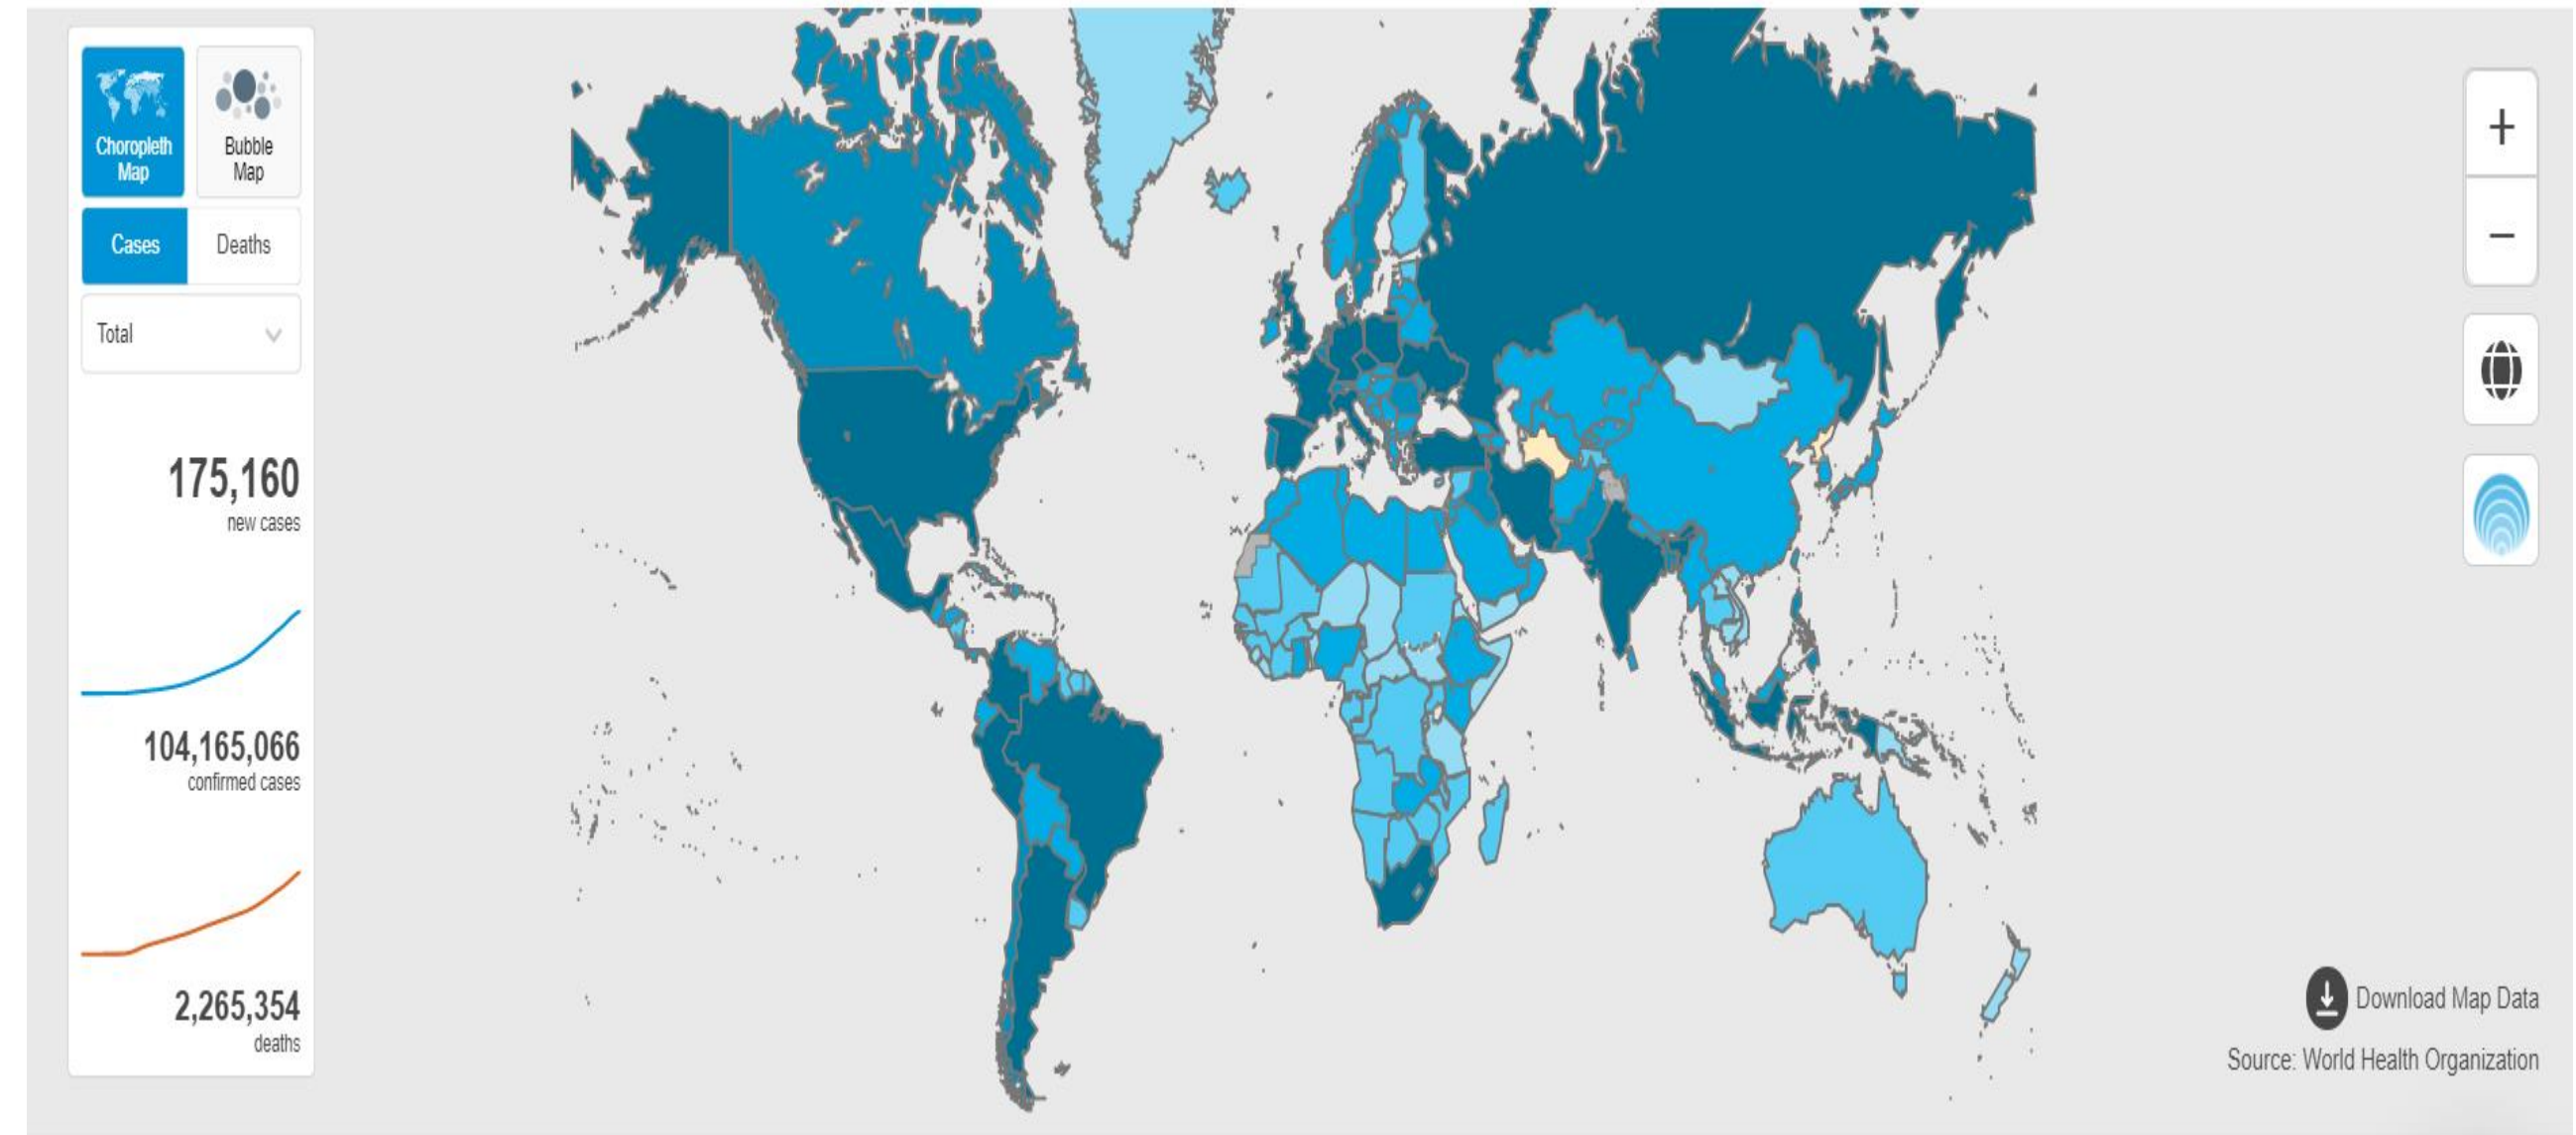 Choropleth
Map
Bubble
Map
Cases
Deaths
Total
175,160
new cases
104,165,066
confirmed cases
2,265,354
deaths
+
−
Download Map Data
Source: World Health Organization